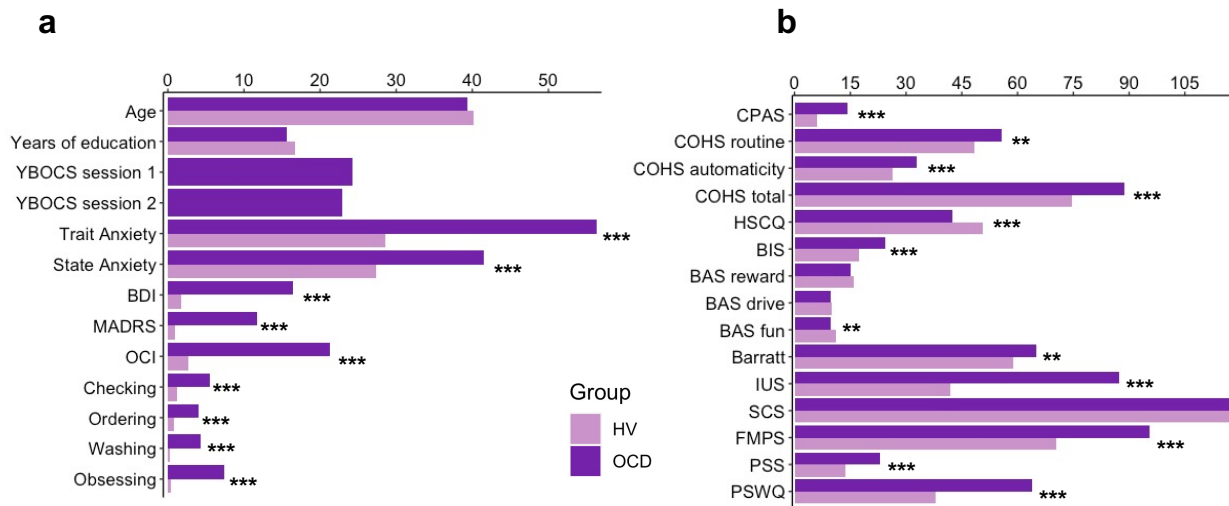 a
0 10 20 30 40 50
Age
Years of education
YBOCS session 1
YBOCS session 2
Trait Anxiety ***
State Anxiety ***
BDI ***
MADRS ***
OCI ***
Checking ***
Ordering ***
Washing ***
Obsessing ***
Group
HV
OCD
b
0 15 30 45 60 75 90 105
CPAS ***
COHS routine **
COHS automaticity ***
COHS total ***
HSCQ ***
BIS ***
BAS reward
BAS drive
BAS fun **
Barratt **
IUS ***
SCS
FMPS ***
PSS ***
PSWQ ***